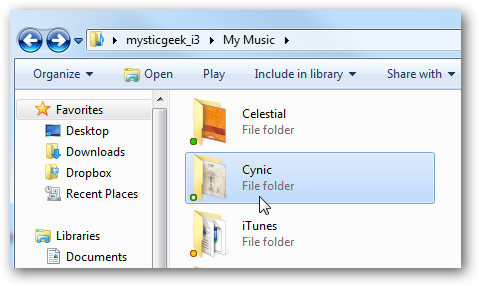 mysticgeek_i3 My Music
Organize Open Play Include in library Share with
Favorites
Desktop
Downloads
Dropbox
Recent Places
Libraries
Documents
Celestial
File folder
Cynic
File folder
iTunes
File folder